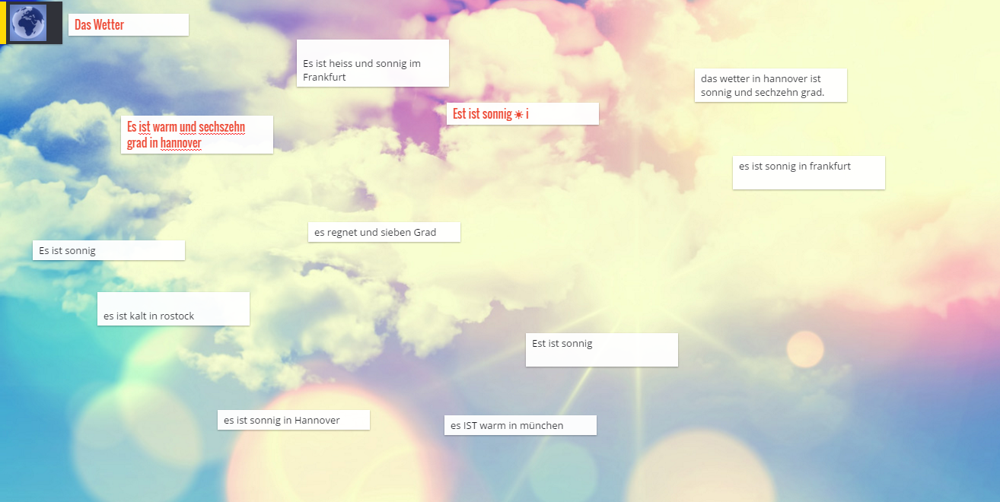 Das Wetter
Es ist heiss und sonnig im
Frankfurt
das wetter in hannover ist
sonnig und sechzehn grad.
Est ist sonnig ☀ i
Es ist warm und sechszehn
grad in hannover
es ist sonnig in frankfurt
es regnet und sieben Grad
Es ist sonnig
es ist kalt in rostock
Est ist sonnig
es ist sonnig in Hannover
es IST warm in münchen